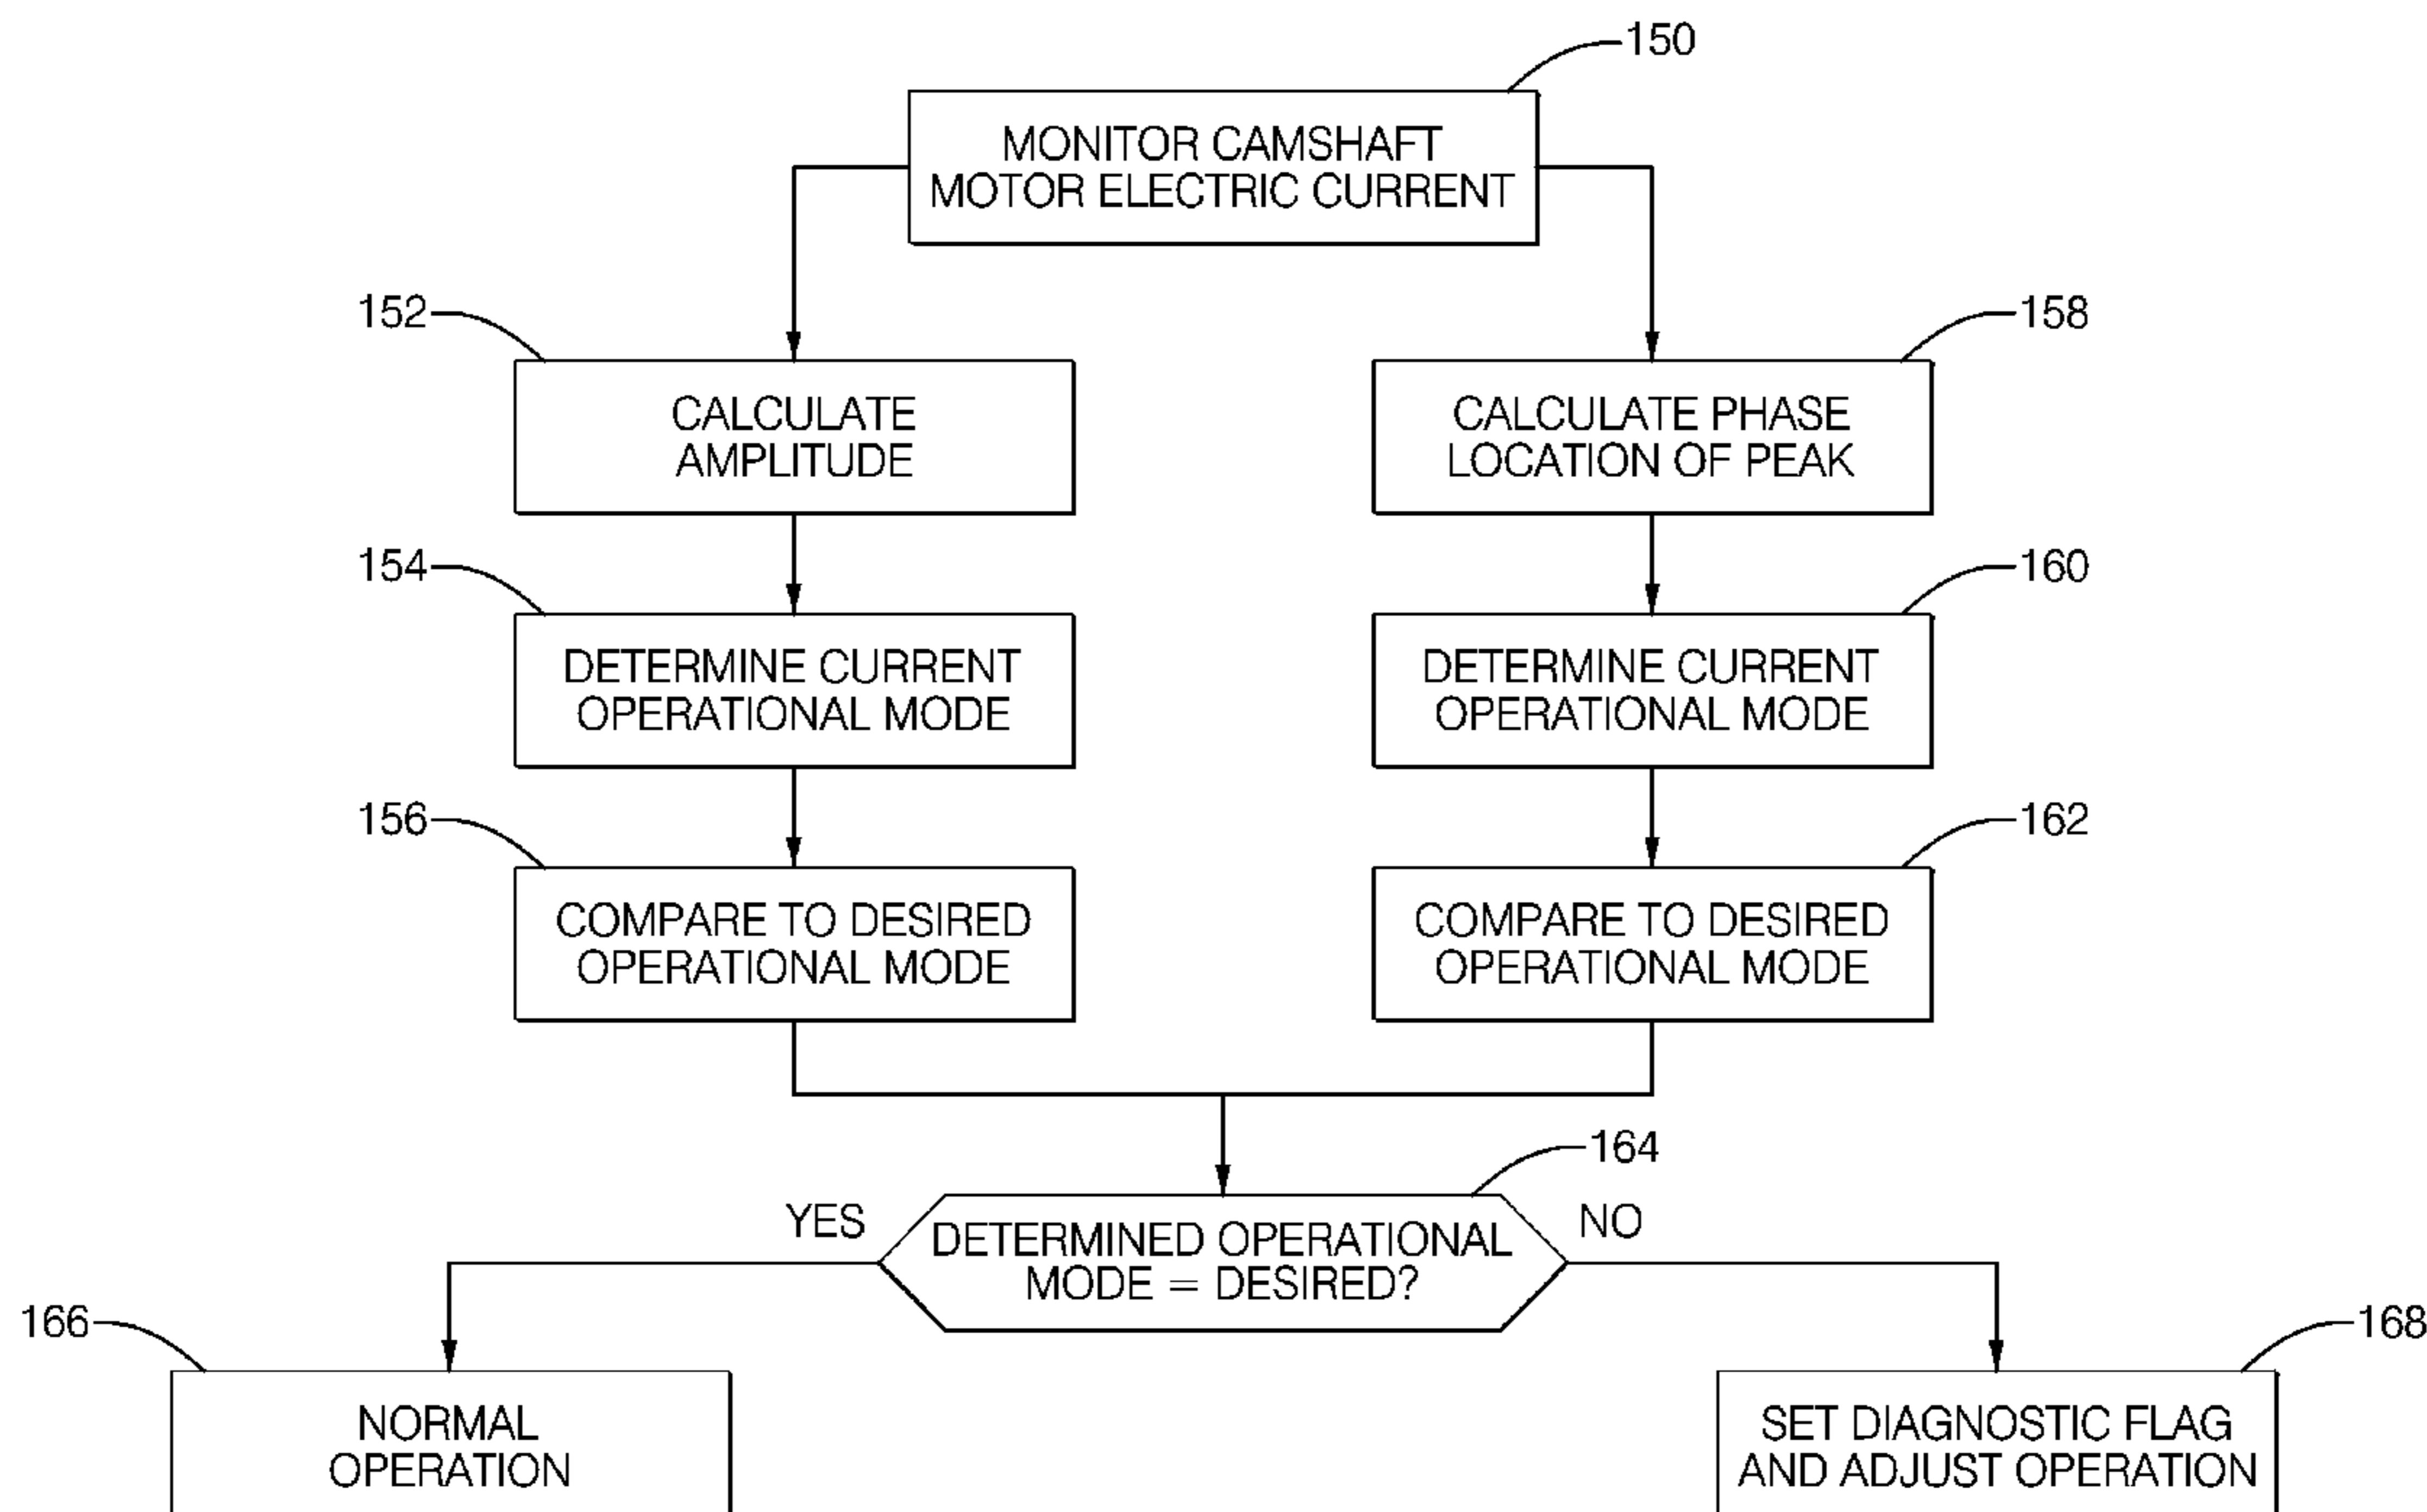 150
MONITOR CAMSHAFT
MOTOR ELECTRIC CURRENT
152
CALCULATE
AMPLITUDE
158
CALCULATE PHASE
LOCATION OF PEAK
154
DETERMINE CURRENT
OPERATIONAL MODE
160
DETERMINE CURRENT
OPERATIONAL MODE
156
COMPARE TO DESIRED
OPERATIONAL MODE
162
COMPARE TO DESIRED
OPERATIONAL MODE
164
YES
DETERMINED OPERATIONAL
MODE = DESIRED?
NO
166
NORMAL
OPERATION
168
SET DIAGNOSTIC FLAG
AND ADJUST OPERATION